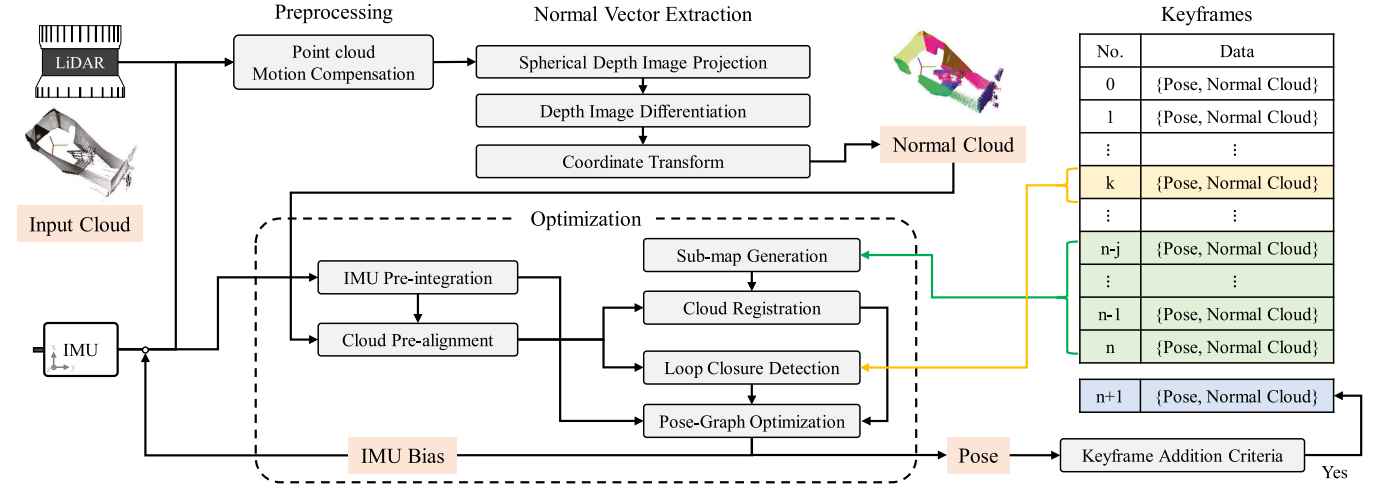 Preprocessing
Normal Vector Extraction
Keyframes
LiDAR
Point cloud
Motion Compensation
Spherical Depth Image Projection
Depth Image Differentiation
Coordinate Transform
Normal Cloud
Input Cloud
No. Data
0 {Pose, Normal Cloud}
1 {Pose, Normal Cloud}
⋮ ⋮
k {Pose, Normal Cloud}
⋮ ⋮
n-j {Pose, Normal Cloud}
⋮ ⋮
n-1 {Pose, Normal Cloud}
n {Pose, Normal Cloud}
n+1 {Pose, Normal Cloud}
Optimization
Sub-map Generation
IMU Pre-integration
Cloud Registration
Cloud Pre-alignment
IMU
x
y
Loop Closure Detection
Pose-Graph Optimization
IMU Bias
Pose
Keyframe Addition Criteria
Yes